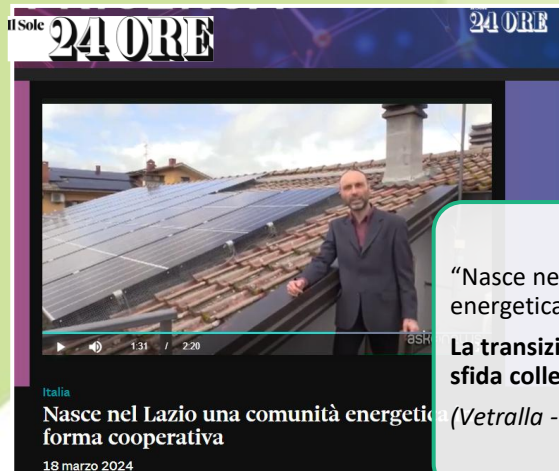 Il Sole 24 ORE
24 ORE
1:31 / 2:20
Italia
Nasce nel Lazio una comunità energetica
forma cooperativa
18 marzo 2024
"Nasce ne
energetica
La transizi
sfida colle
(Vetralla -